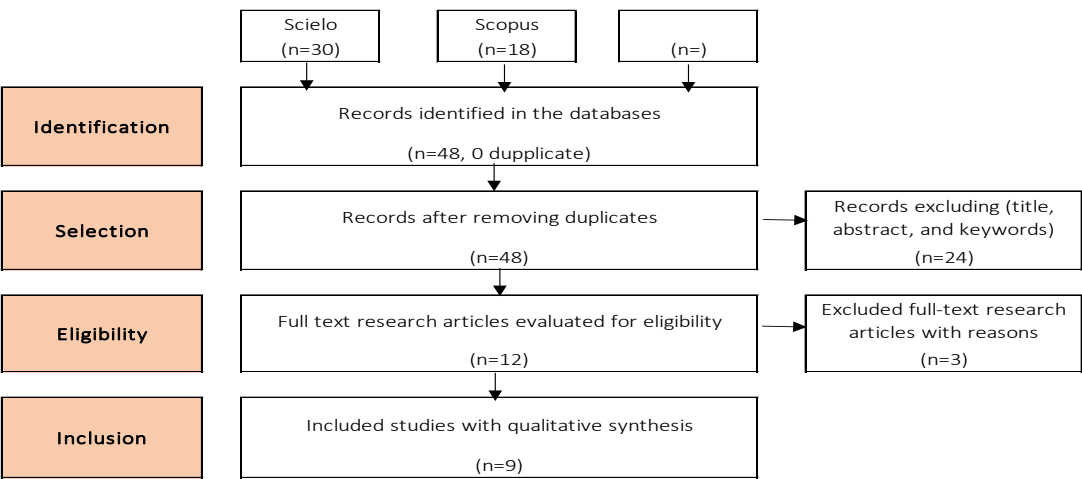 Scielo
(n=30)
Scopus
(n=18)
(n=)
Identification
Records identified in the databases
(n=48, 0 dupplicate)
Selection
Records after removing duplicates
(n=48)
Records excluding (title,
abstract, and keywords)
(n=24)
Eligibility
Full text research articles evaluated for eligibility
(n=12)
Excluded full-text research
articles with reasons
(n=3)
Inclusion
Included studies with qualitative synthesis
(n=9)